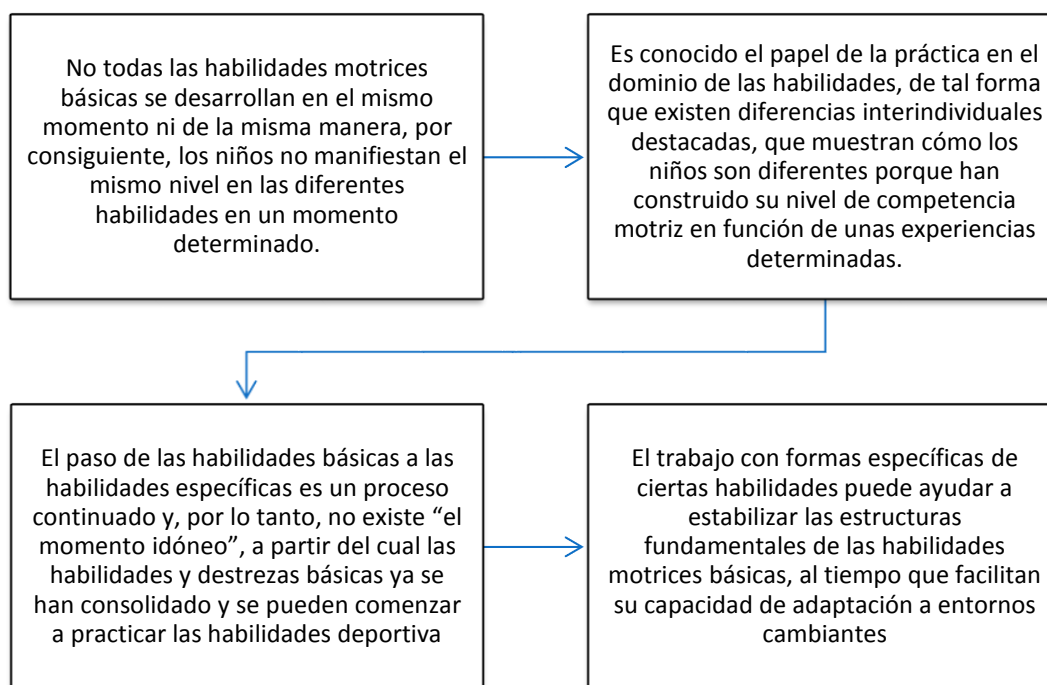 No todas las habilidades motrices
básicas se desarrollan en el mismo
momento ni de la misma manera, por
consiguiente, los niños no manifiestan el
mismo nivel en las diferentes
habilidades en un momento
determinado.
Es conocido el papel de la práctica en el
dominio de las habilidades, de tal forma
que existen diferencias interindividuales
destacadas, que muestran cómo los
niños son diferentes porque han
construido su nivel de competencia
motriz en función de unas experiencias
determinadas.
El paso de las habilidades básicas a las
habilidades específicas es un proceso
continuado y, por lo tanto, no existe “el
momento idóneo”, a partir del cual las
habilidades y destrezas básicas ya se
han consolidado y se pueden comenzar
a practicar las habilidades deportiva
El trabajo con formas específicas de
ciertas habilidades puede ayudar a
estabilizar las estructuras
fundamentales de las habilidades
motrices básicas, al tiempo que facilitan
su capacidad de adaptación a entornos
cambiantes